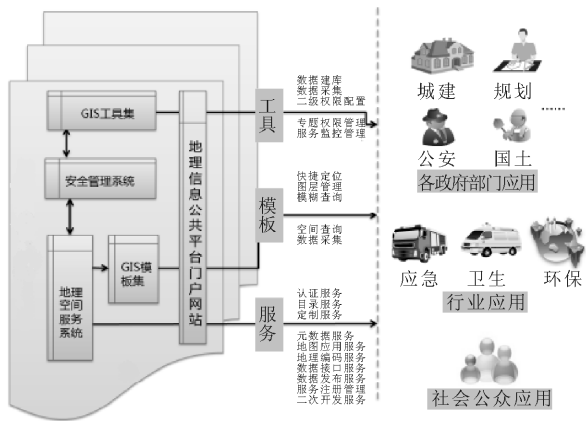 GIS工具集
安全管理系统
地理
空间
服务
系统
GIS模
板集
地理信息公共平台门户网站
工具
模板
服务
数据建库
数据采集
二级权限配置
专题权限管理
服务监控管理
快捷定位
图层管理
模糊查询
空间查询
数据采集
认证服务
目录服务
定制服务
元数据服务
地图应用服务
地理编码服务
数据接口服务
数据发布服务
服务注册管理
二次开发服务
城建 规划
······
公安 国土
各政府部门应用
应急 卫生 环保
行业应用
社会公众应用